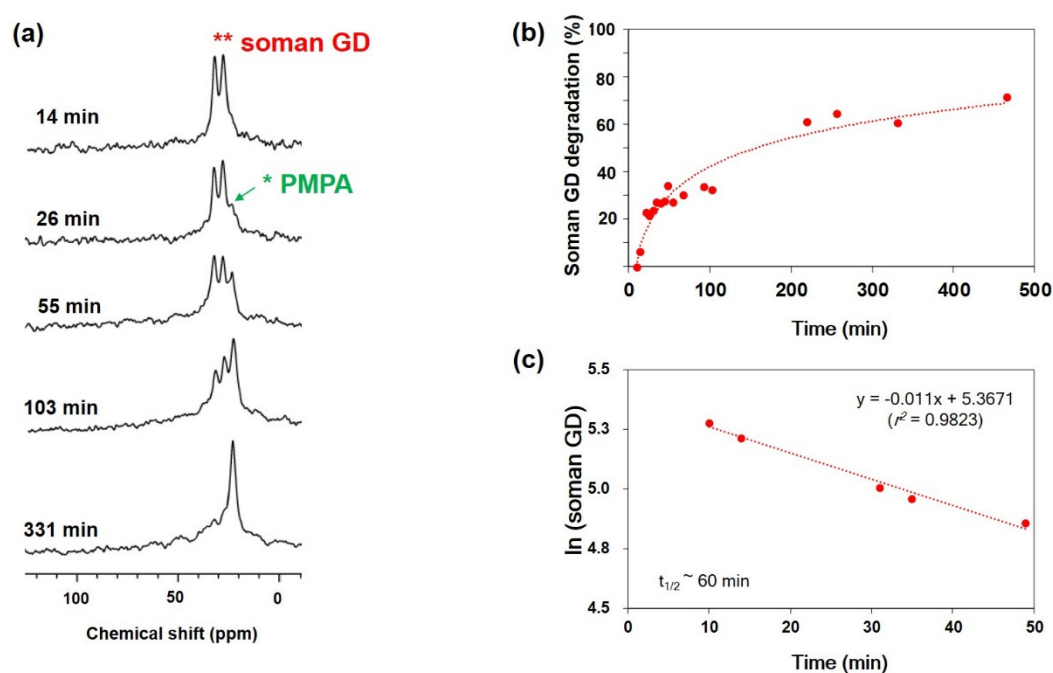 (a)
** soman GD
14 min
* PMPA
26 min
55 min
103 min
331 min
100 50 0
Chemical shift (ppm)
(b)
Soman GD degradation (%)
100
80
60
40
20
0 100 200 300 400 500
Time (min)
(c)
ln (soman GD)
5.5
5.3
5.0
4.8
4.5
y = -0.011x + 5.3671
(r² = 0.9823)
t1/2 ~ 60 min
0 10 20 30 40 50
Time (min)